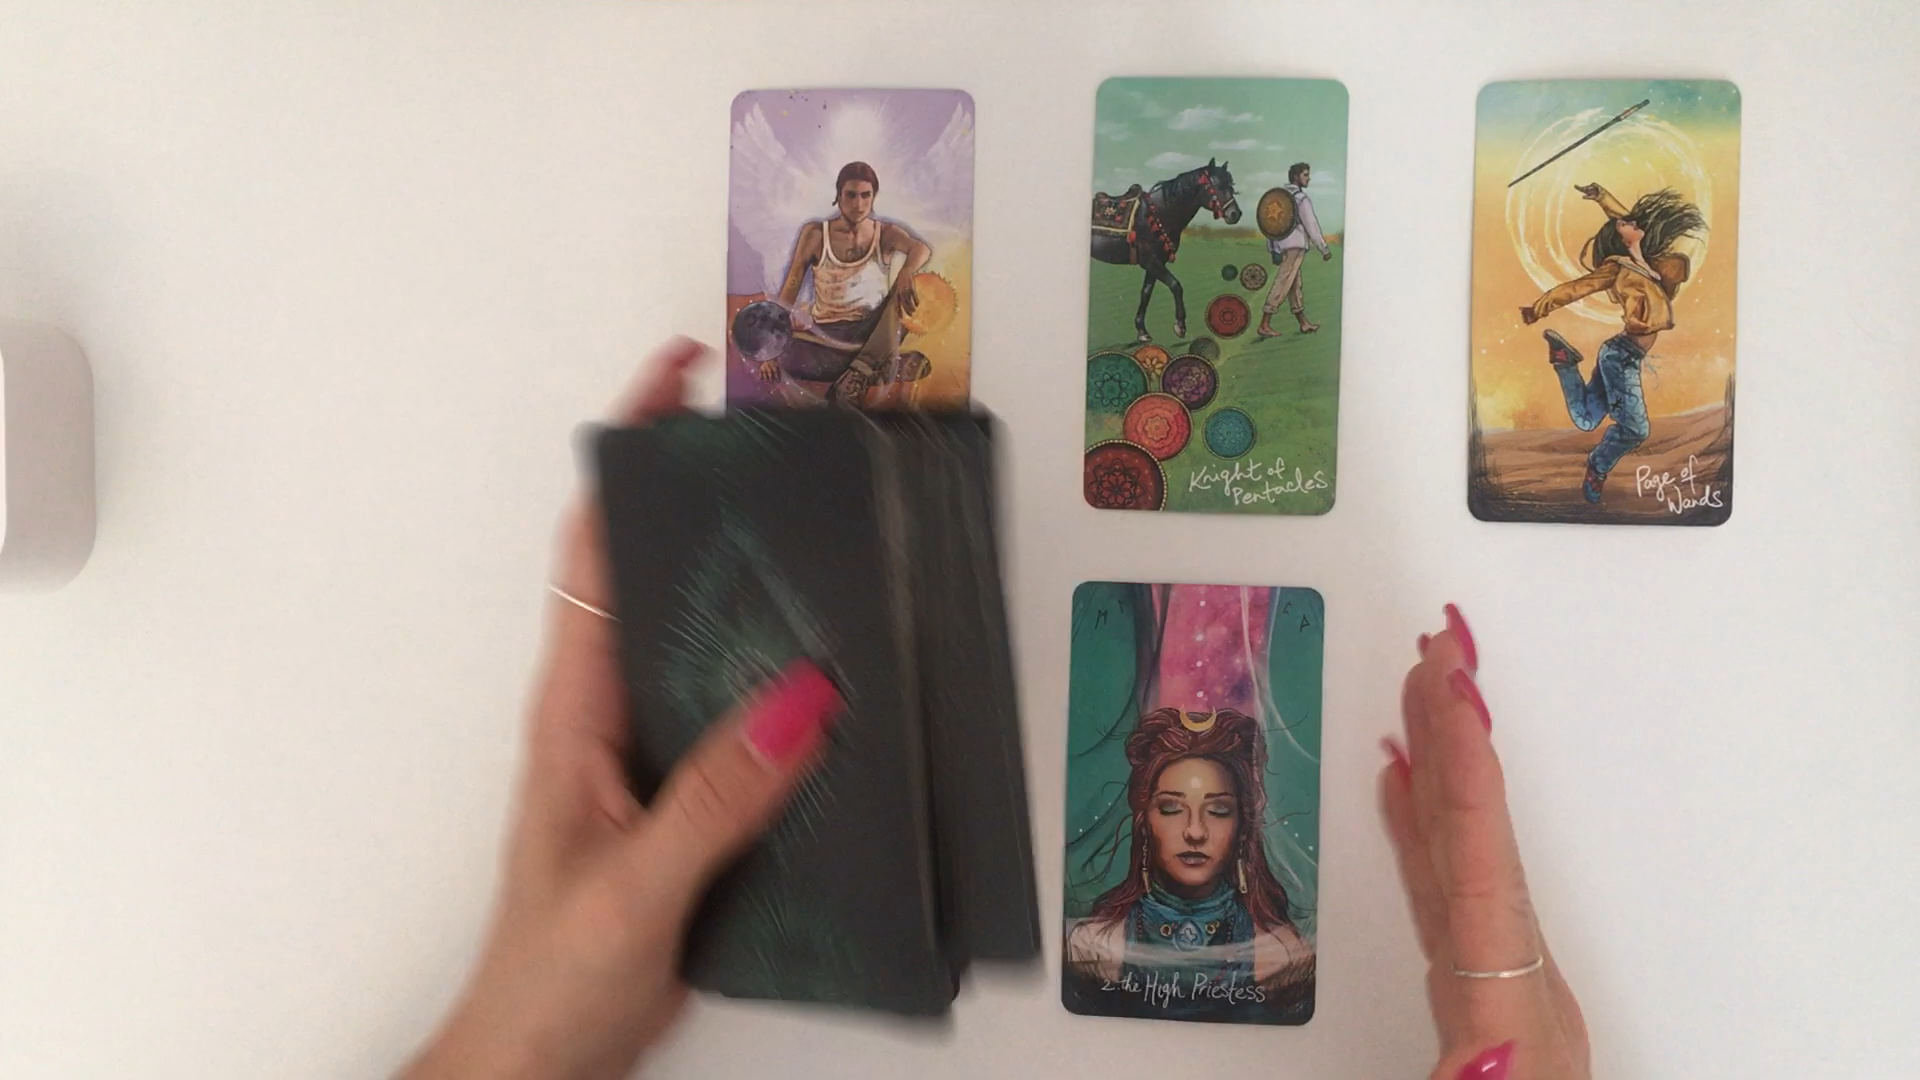 Knight of
Pentacles
Page of
Wands
2. the High Priestess